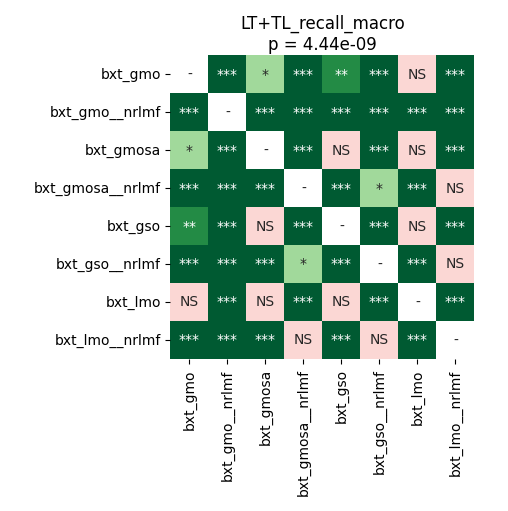 LT+TL_recall_macro
p = 4.44e-09
bxt_gmo - *** * *** ** *** NS ***
bxt_gmo__nrlmf *** - *** *** *** *** *** ***
bxt_gmosa * *** - *** NS *** NS ***
bxt_gmosa__nrlmf *** *** *** - *** * *** NS
bxt_gso ** *** NS *** - *** NS ***
bxt_gso__nrlmf *** *** *** * *** - *** NS
bxt_lmo NS *** NS *** NS *** - ***
bxt_lmo__nrlmf *** *** *** NS *** NS *** -
bxt_gmo
bxt_gmo__nrlmf
bxt_gmosa
bxt_gmosa__nrlmf
bxt_gso
bxt_gso__nrlmf
bxt_lmo
bxt_lmo__nrlmf